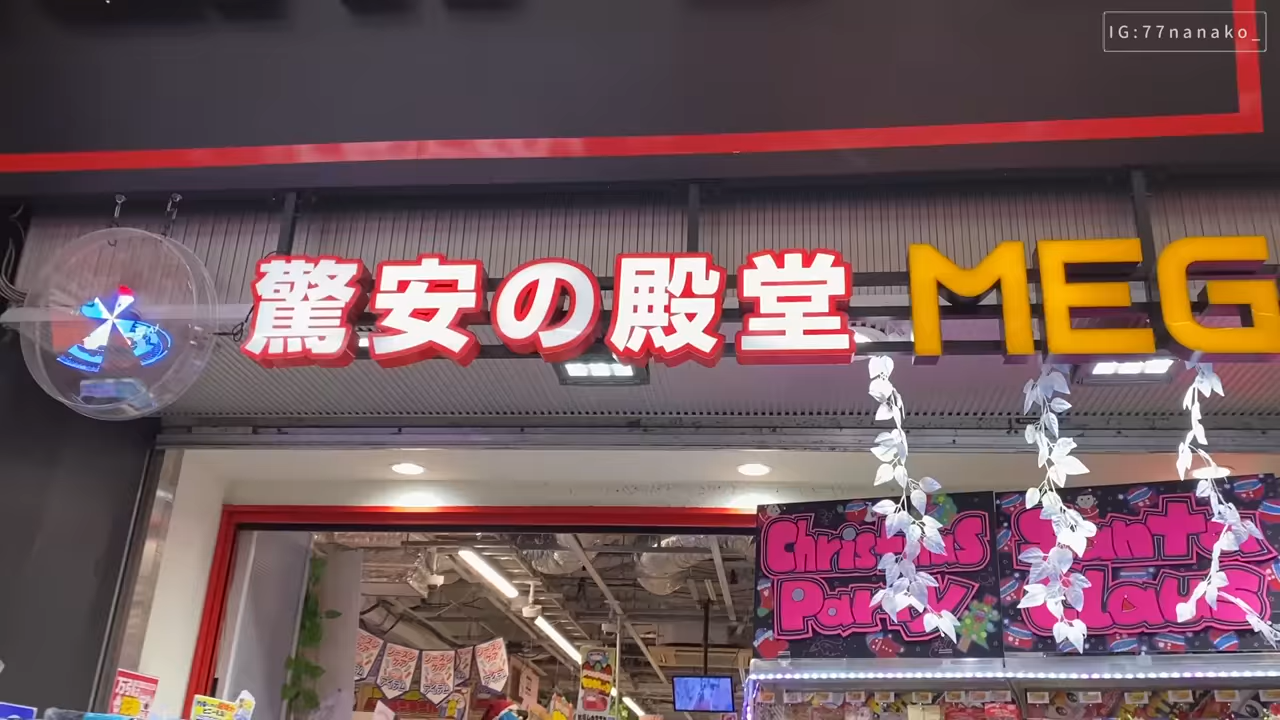 IG:77nanako_
驚安の殿堂 MEG
Christmas
Party
Santa
Claus